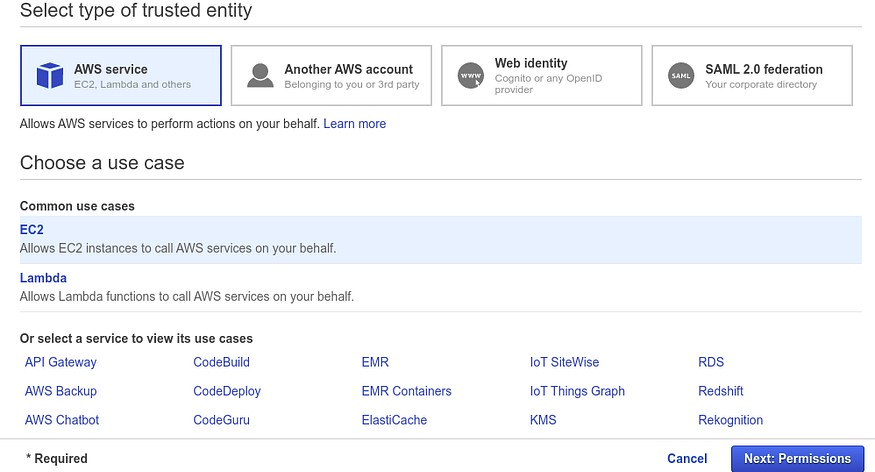 Select type of trusted entity
AWS service
EC2, Lambda and others
Another AWS account
Belonging to you or 3rd party
WWW
Web identity
Cognito or any OpenID
provider
SAML
SAML 2.0 federation
Your corporate directory
Allows AWS services to perform actions on your behalf. Learn more
Choose a use case
Common use cases
EC2
Allows EC2 instances to call AWS services on your behalf.
Lambda
Allows Lambda functions to call AWS services on your behalf.
Or select a service to view its use cases
API Gateway CodeBuild EMR IoT SiteWise RDS
AWS Backup CodeDeploy EMR Containers IoT Things Graph Redshift
AWS Chatbot CodeGuru ElastiCache KMS Rekognition
* Required Cancel Next: Permissions